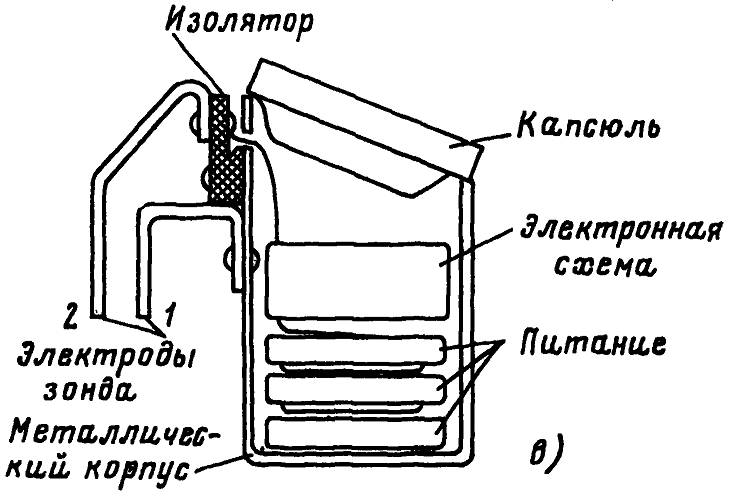 Изолятор
Капсюль
Электронная
схема
2 1
Электроды
зонда
Питание
Металличес-
кий корпус
в)